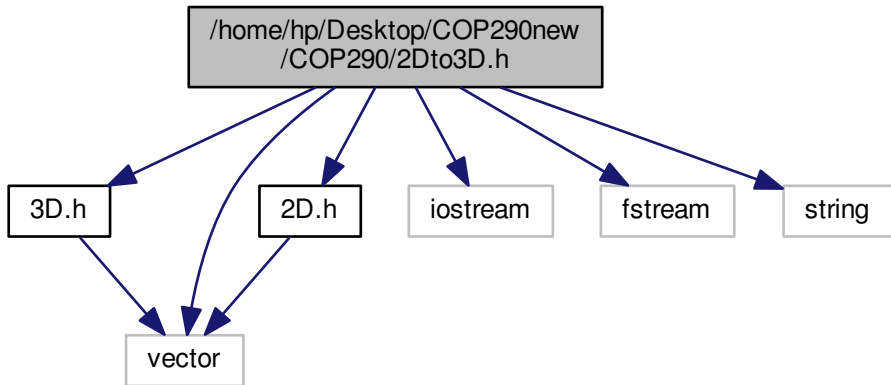 /home/hp/Desktop/COP290new
/COP290/2Dto3D.h
3D.h
2D.h
iostream
fstream
string
vector